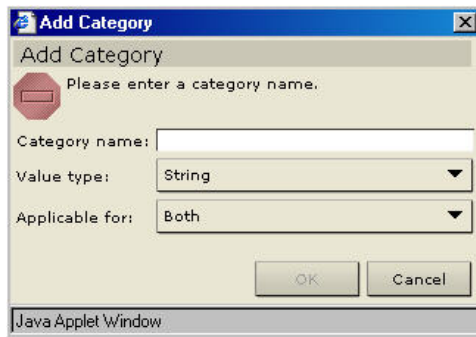 Add Category
Add Category
Please enter a category name.
Category name:
Value type: String
Applicable for: Both
OK Cancel
Java Applet Window